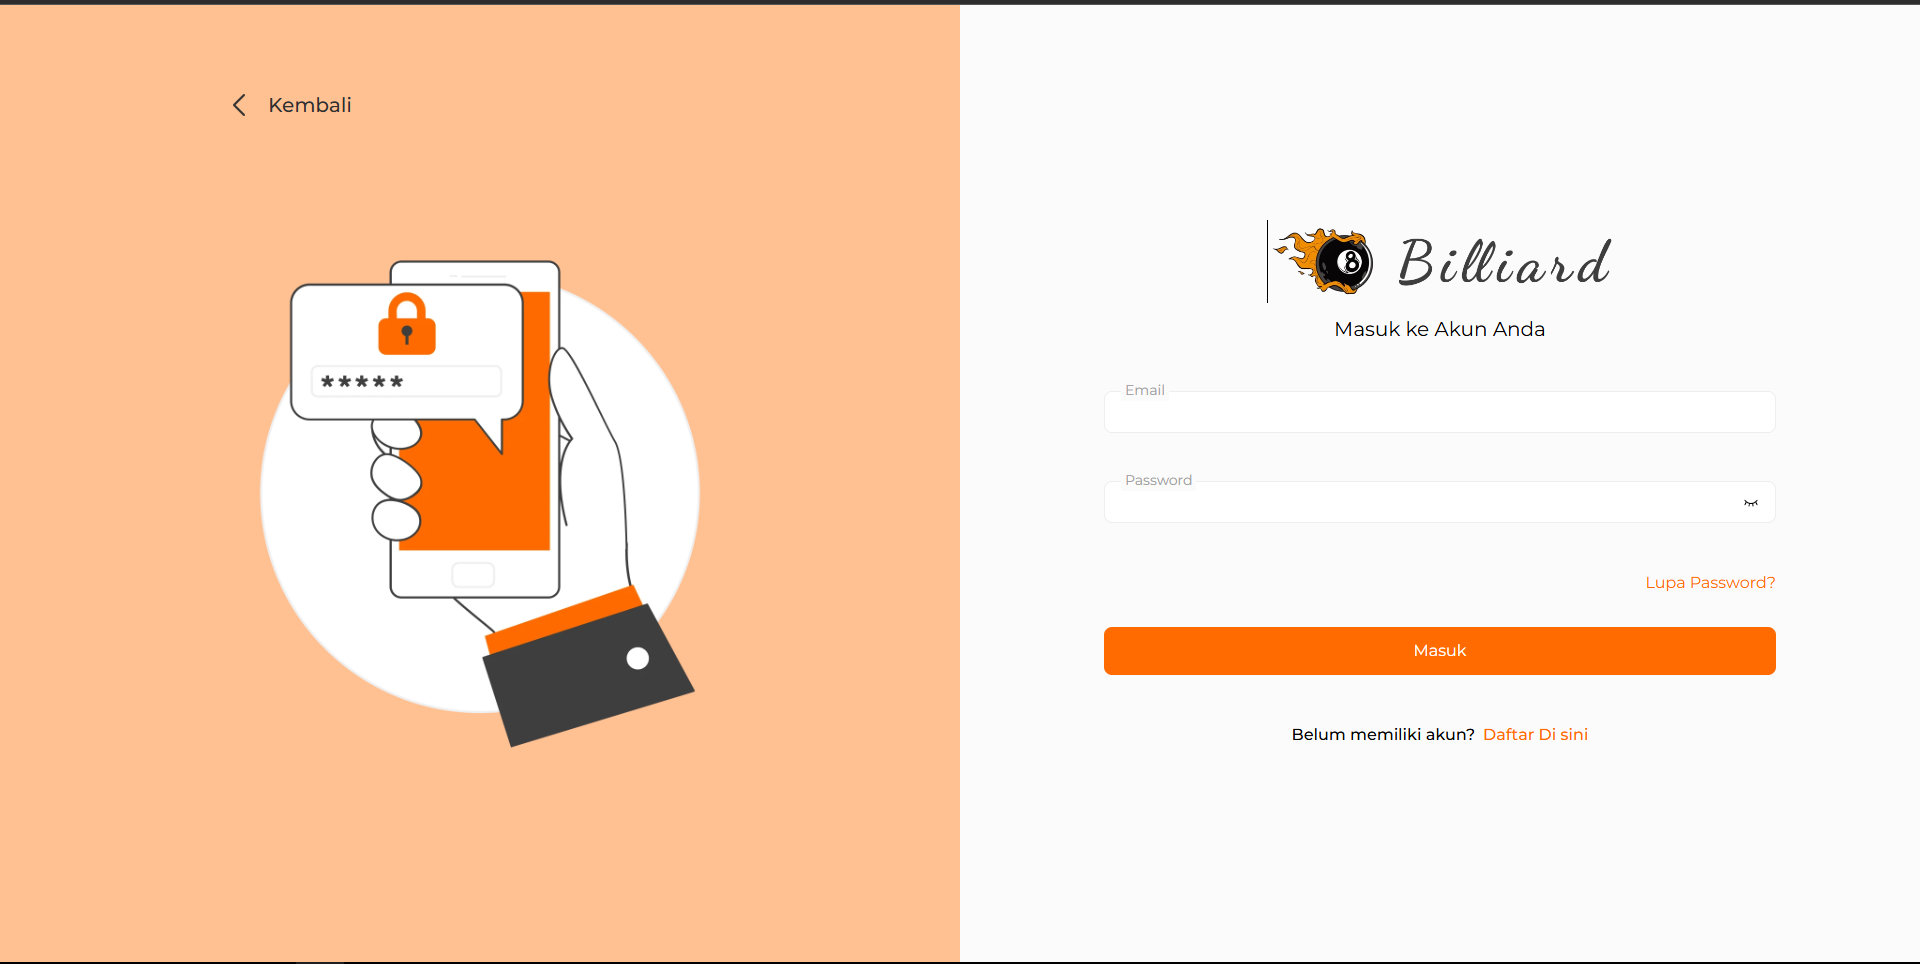 Kembali
*****
8 Billiard
Masuk ke Akun Anda
Email
Password
Lupa Password?
Masuk
Belum memiliki akun? Daftar Di sini